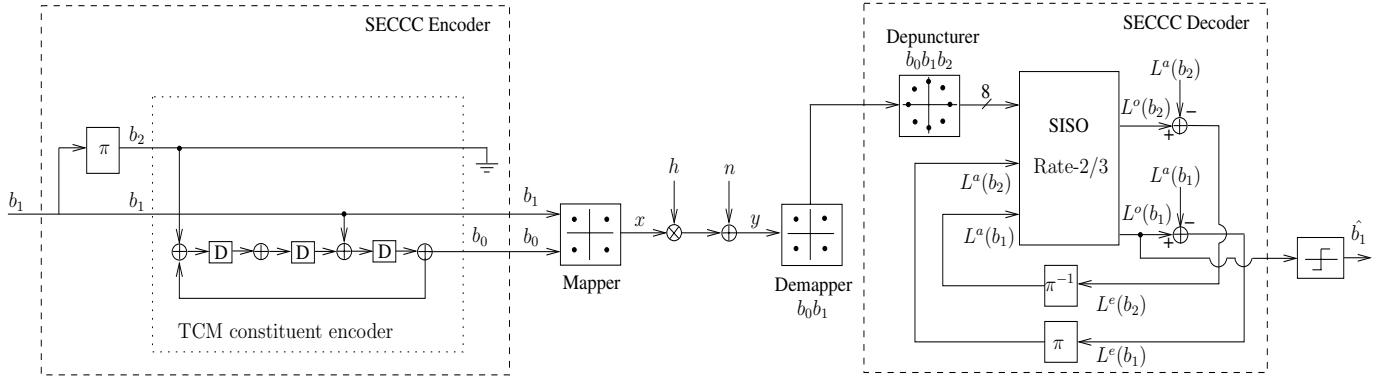 SECCC Encoder
π
b₂
b₁
b₁
D
D
D
b₀
TCM constituent encoder
b₁
b₀
Mapper
x
h
n
y
Demapper
b₀b₁
SECCC Decoder
Depuncturer
b₀b₁b₂
8
SISO
Rate-2/3
Lᵃ(b₂)
Lᵃ(b₁)
Lᵒ(b₂)
Lᵃ(b₂)
−
+
Lᵒ(b₁)
Lᵃ(b₁)
−
+
π⁻¹
Lᵉ(b₂)
π
Lᵉ(b₁)
b̂₁